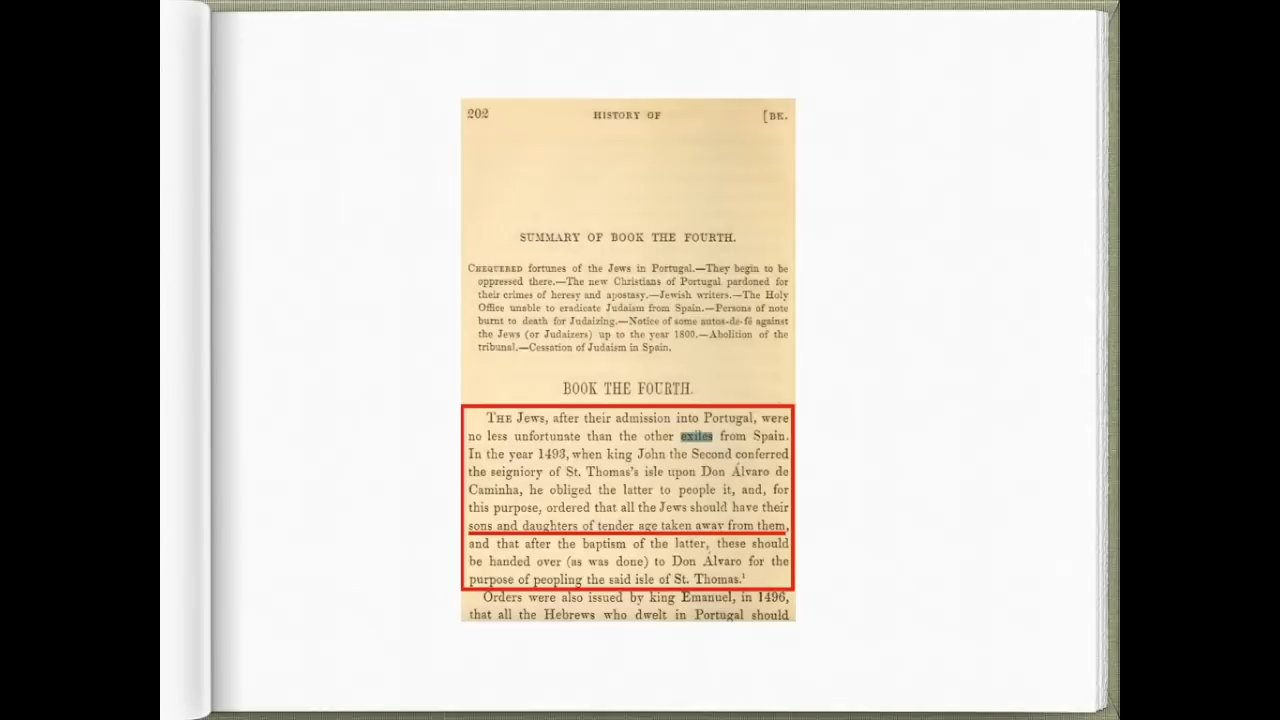 202 HISTORY OF [BK.
SUMMARY OF BOOK THE FOURTH.
CHEQUERED fortunes of the Jews in Portugal.—They begin to be
oppressed there.—The new Christians of Portugal pardoned for
their crimes of heresy and apostasy.—Jewish writers.—The Holy
Office unable to eradicate Judaism from Spain.—Persons of note
burnt to death for Judaizing.—Notice of some autos-de-fé against
the Jews (or Judaizers) up to the year 1800.—Abolition of the
tribunal.—Cessation of Judaism in Spain.
BOOK THE FOURTH.
THE Jews, after their admission into Portugal, were
no less unfortunate than the other exiles from Spain.
In the year 1493, when king John the Second conferred
the seigniory of St. Thomas's isle upon Don Álvaro de
Caminha, he obliged the latter to people it, and, for
this purpose, ordered that all the Jews should have their
sons and daughters of tender age taken away from them,
and that after the baptism of the latter, these should
be handed over (as was done) to Don Álvaro for the
purpose of peopling the said isle of St. Thomas.¹
Orders were also issued by king Emanuel, in 1496,
that all the Hebrews who dwelt in Portugal should